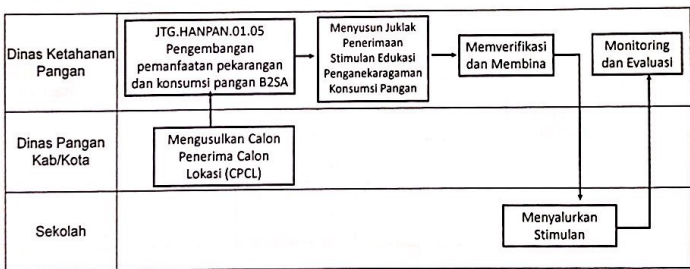 Dinas Ketahanan
Pangan
JTG.HANPAN.01.05
Pengembangan
pemanfaatan pekarangan
dan konsumsi pangan B2SA
Menyusun Juklak
Penerimaan
Stimulan Edukasi
Penganekaragaman
Konsumsi Pangan
Memverifikasi
dan Membina
Monitoring
dan Evaluasi
Dinas Pangan
Kab/Kota
Mengusulkan Calon
Penerima Calon
Lokasi (CPCL)
Sekolah
Menyalurkan
Stimulan